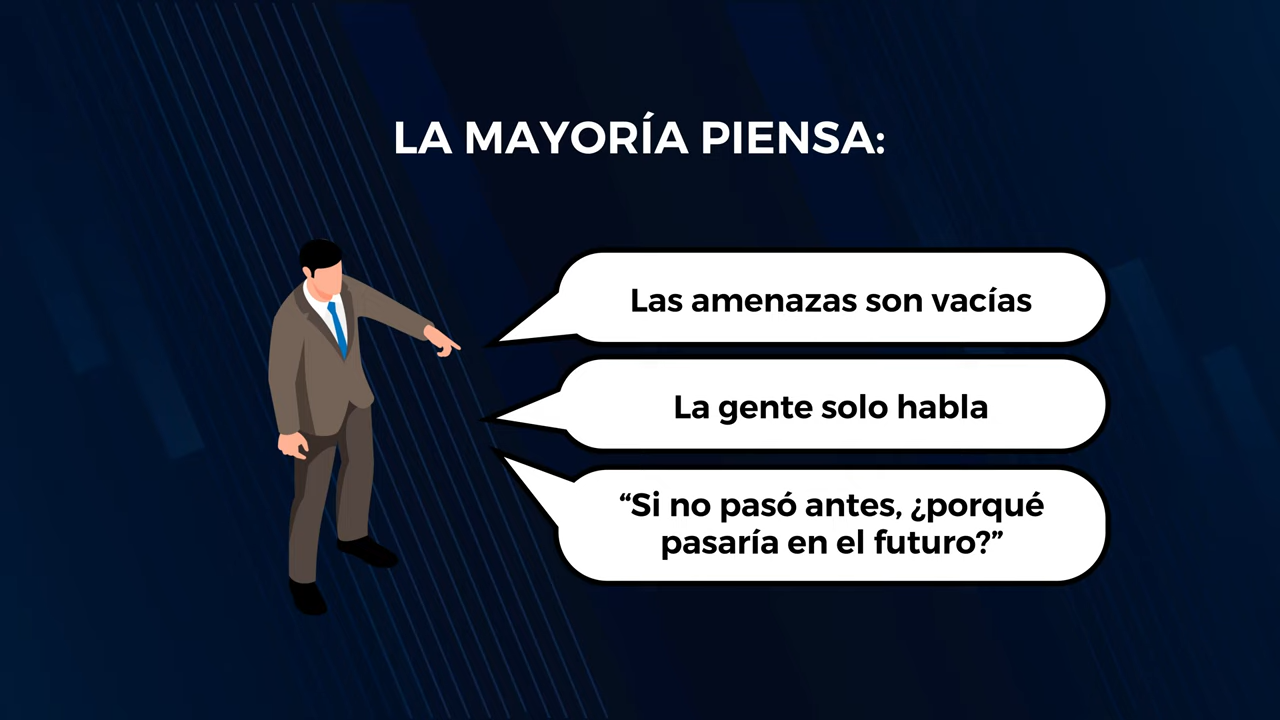 LA MAYORÍA PIENSA:
Las amenazas son vacías
La gente solo habla
“Si no pasó antes, ¿porqué
pasaría en el futuro?”